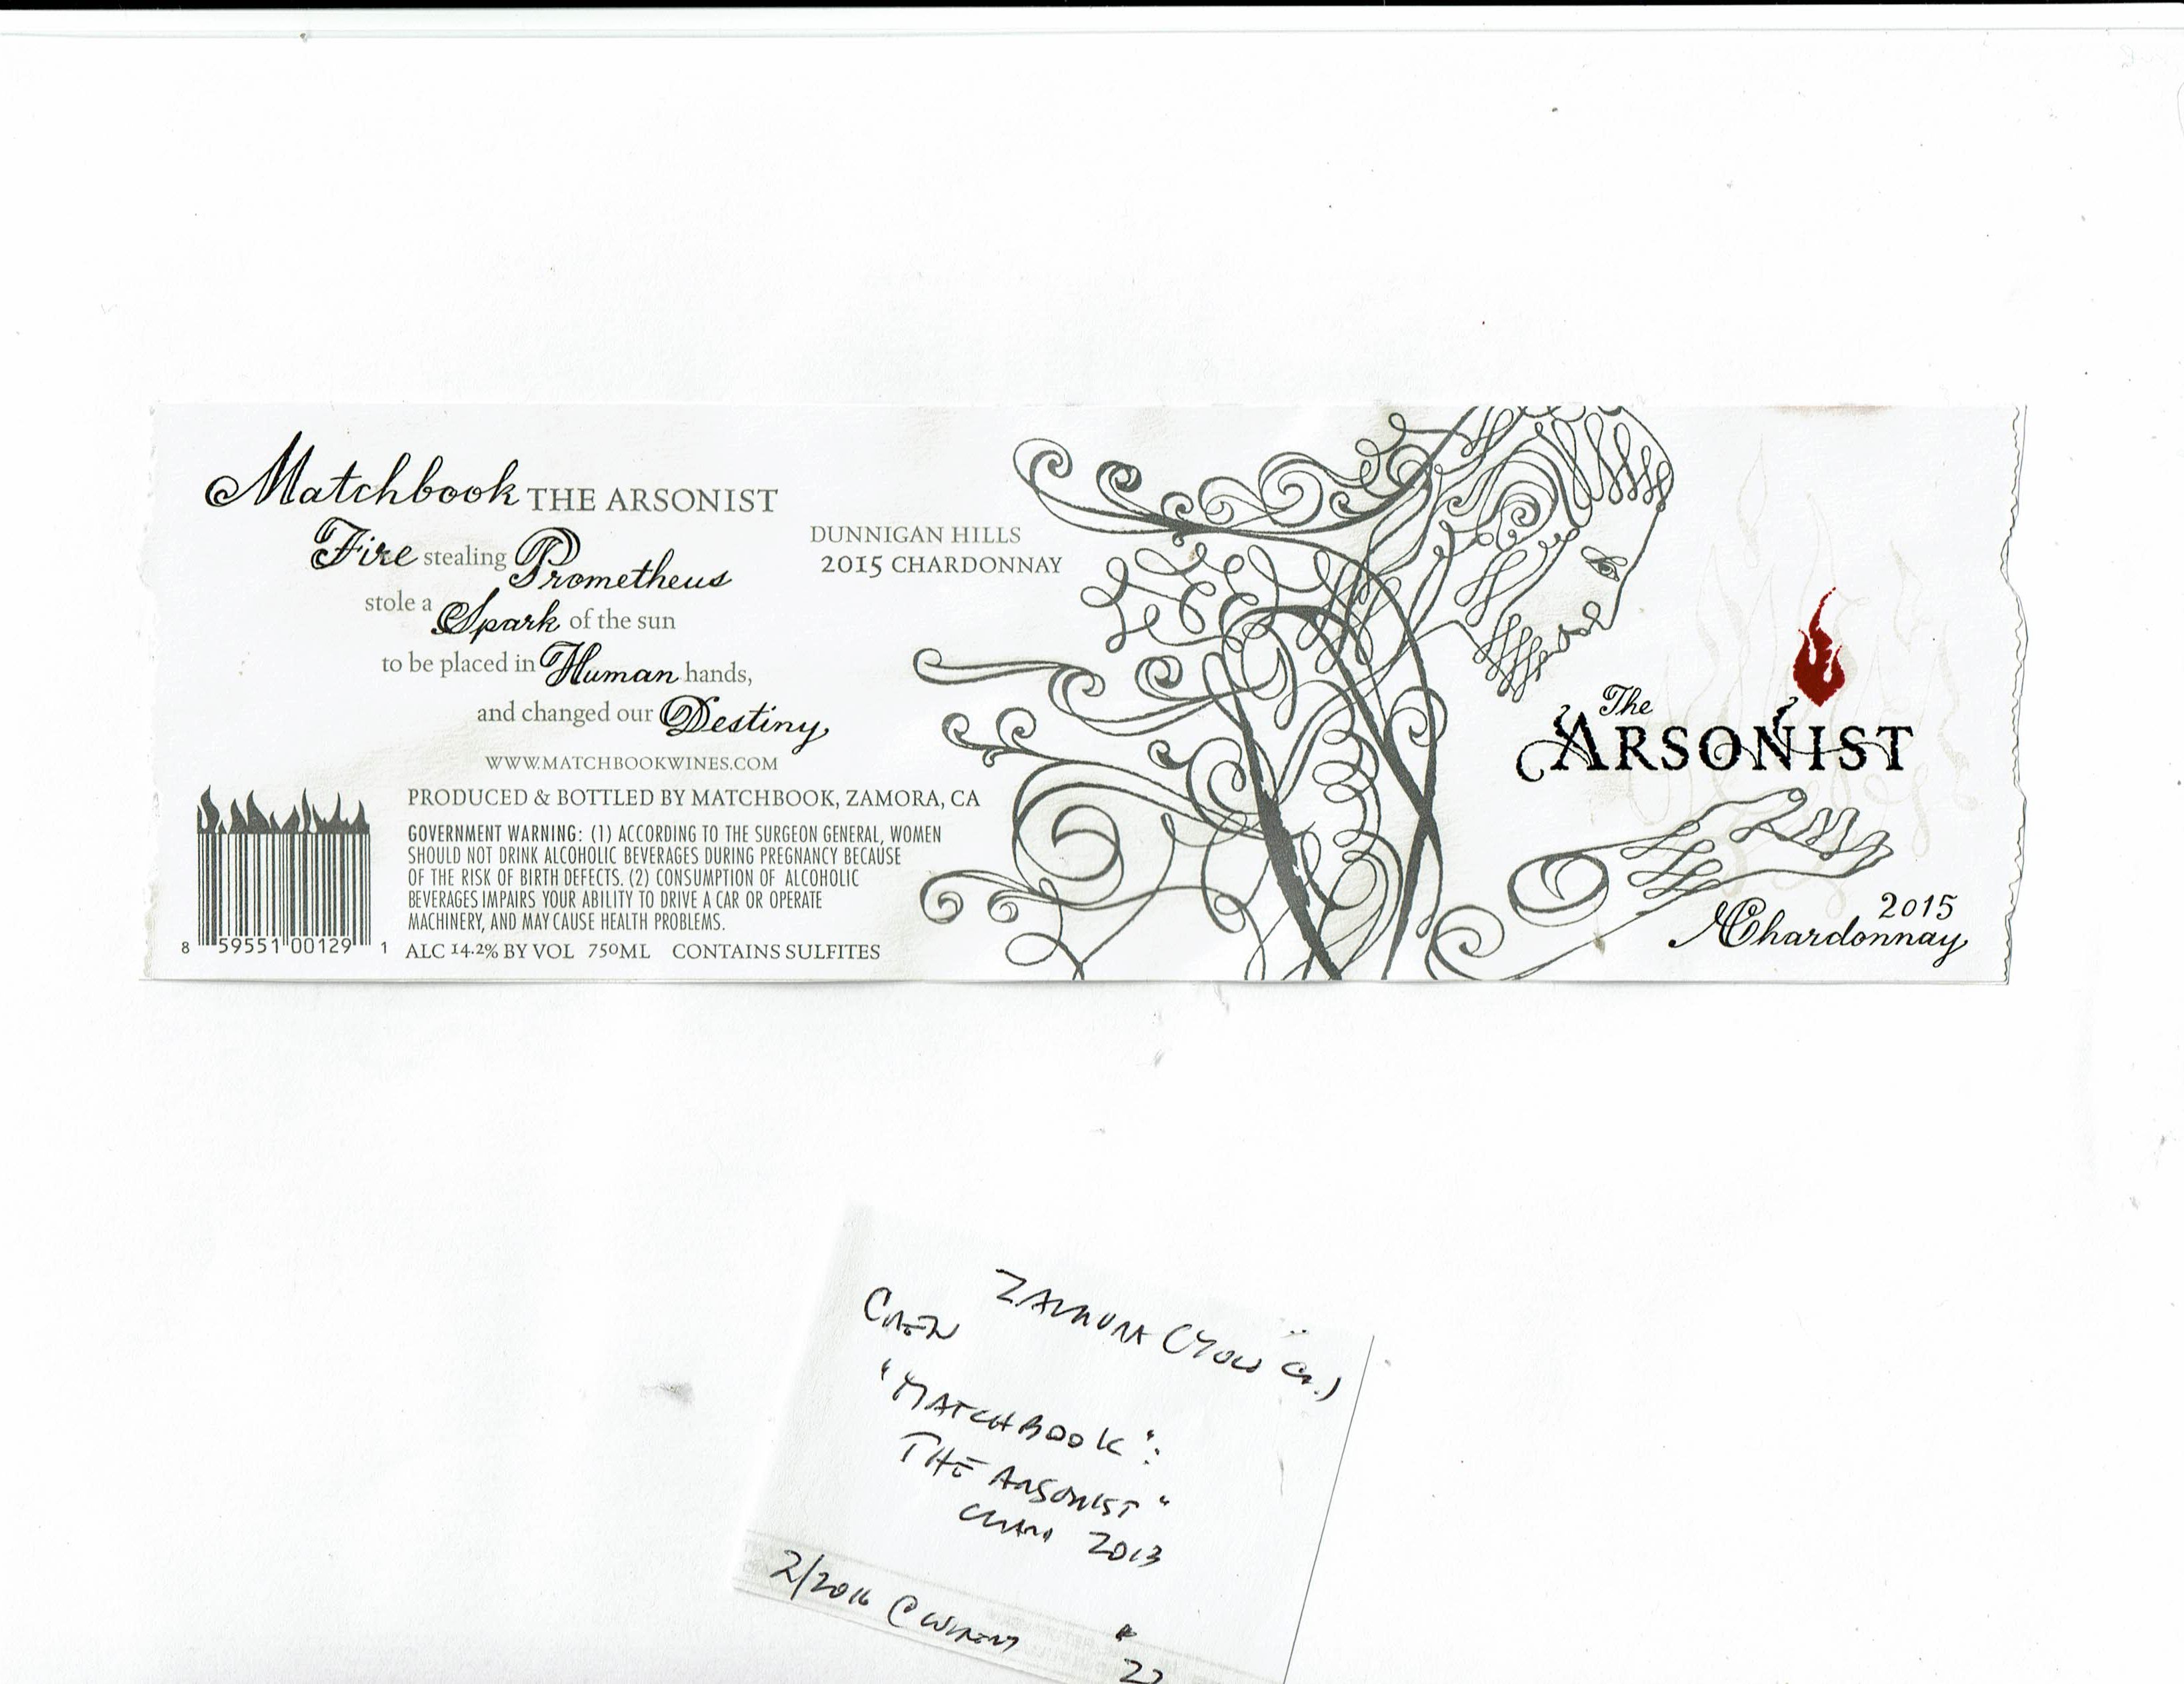 Matchbook THE ARSONIST
Fire stealing Prometheus
stole a Spark of the sun
to be placed in Human hands,
and changed our Destiny
WWW.MATCHBOOKWINES.COM
PRODUCED & BOTTLED BY MATCHBOOK, ZAMORA, CA
GOVERNMENT WARNING: (1) ACCORDING TO THE SURGEON GENERAL, WOMEN
SHOULD NOT DRINK ALCOHOLIC BEVERAGES DURING PREGNANCY BECAUSE
OF THE RISK OF BIRTH DEFECTS. (2) CONSUMPTION OF ALCOHOLIC
BEVERAGES IMPAIRS YOUR ABILITY TO DRIVE A CAR OR OPERATE
MACHINERY, AND MAY CAUSE HEALTH PROBLEMS.
8 59551 00129 1
ALC 14.2% BY VOL 750ML CONTAINS SULFITES
DUNNIGAN HILLS
2015 CHARDONNAY
The
ARSONIST
2015
Chardonnay
ZAMORA (YOLO Co.)
"MATCHBOOK":
THE ARSONIST"
CHARD 2013
2/2016 @ WINERY
22